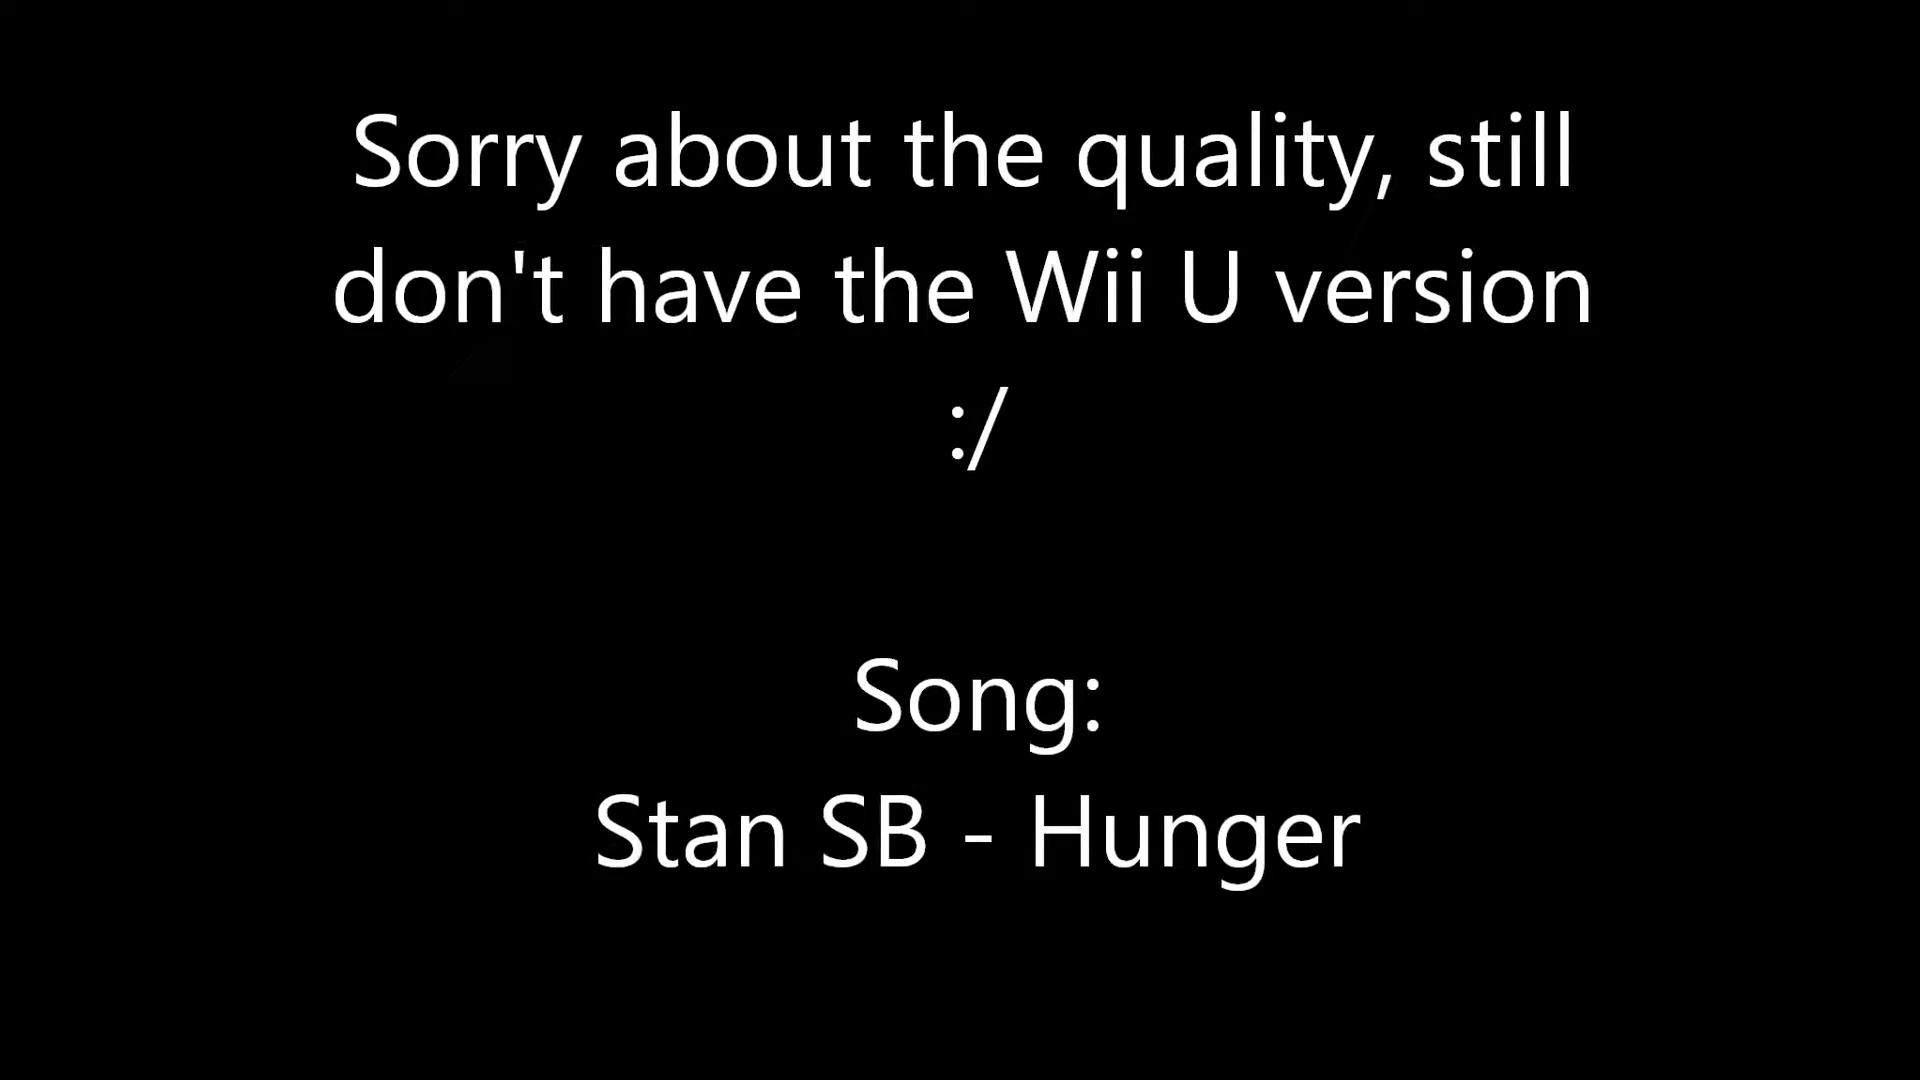 Sorry about the quality, still
don't have the Wii U version
:/
Song:
Stan SB - Hunger